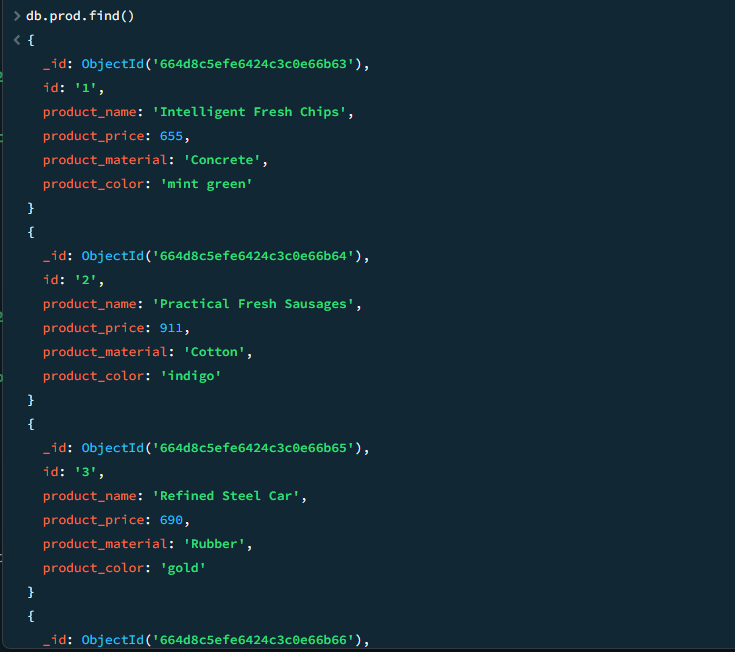 > db.prod.find()
< {
_id: ObjectId('664d8c5efe6424c3c0e66b63'),
id: '1',
product_name: 'Intelligent Fresh Chips',
product_price: 655,
product_material: 'Concrete',
product_color: 'mint green'
}
{
_id: ObjectId('664d8c5efe6424c3c0e66b64'),
id: '2',
product_name: 'Practical Fresh Sausages',
product_price: 911,
product_material: 'Cotton',
product_color: 'indigo'
}
{
_id: ObjectId('664d8c5efe6424c3c0e66b65'),
id: '3',
product_name: 'Refined Steel Car',
product_price: 690,
product_material: 'Rubber',
product_color: 'gold'
}
{
_id: ObjectId('664d8c5efe6424c3c0e66b66'),